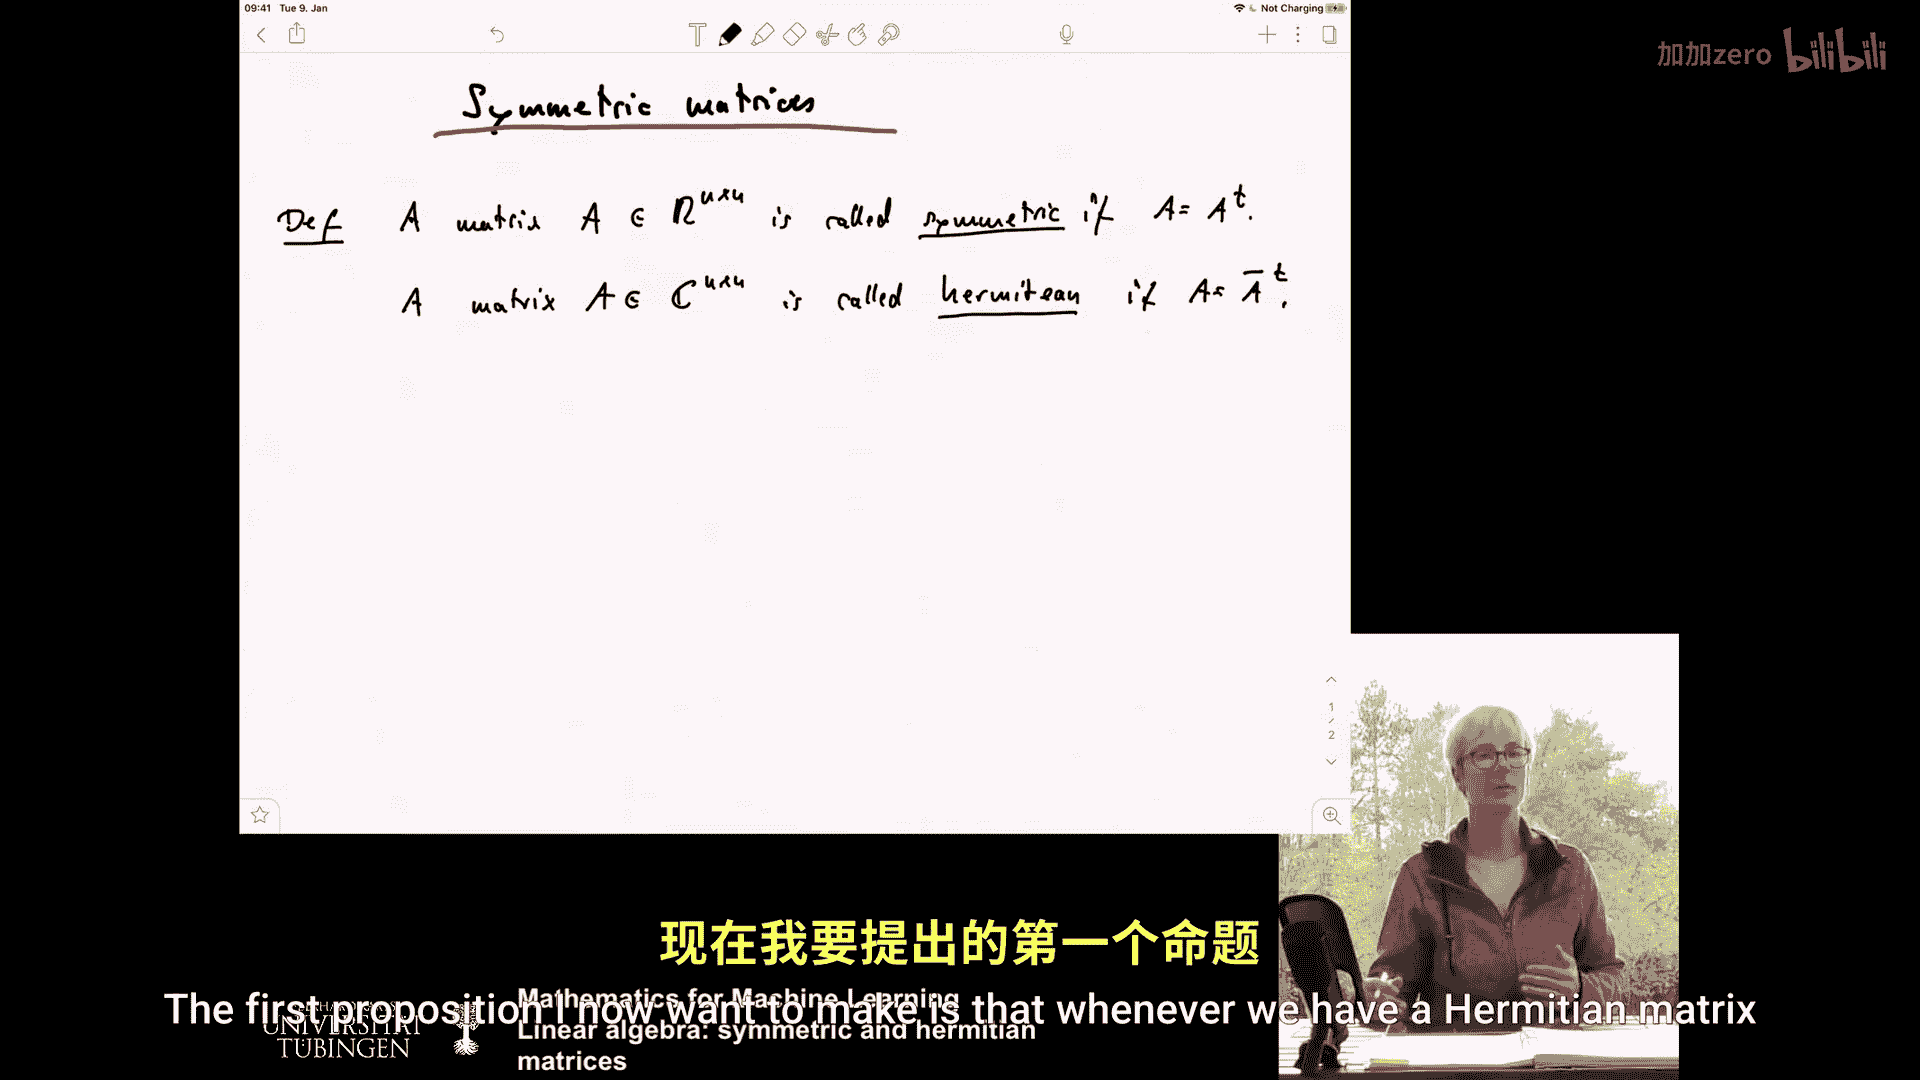 09:41 Tue 9. Jan
Not Charging
T
加加zero bilibili
Symmetric matrices
Def A matrix A ∈ ℝⁿˣⁿ is called symmetric if A = Aᵗ.
A matrix A ∈ ℂⁿˣⁿ is called hermitean if A = A̅ᵗ.
1
/
2
现在我要提出的第一个命题
The first proposition I now want to make is that whenever we have a Hermitian matrix
UNIVERSITÄT
TÜBINGEN
Mathematics for Machine Learning
Linear algebra: symmetric and hermitian
matrices